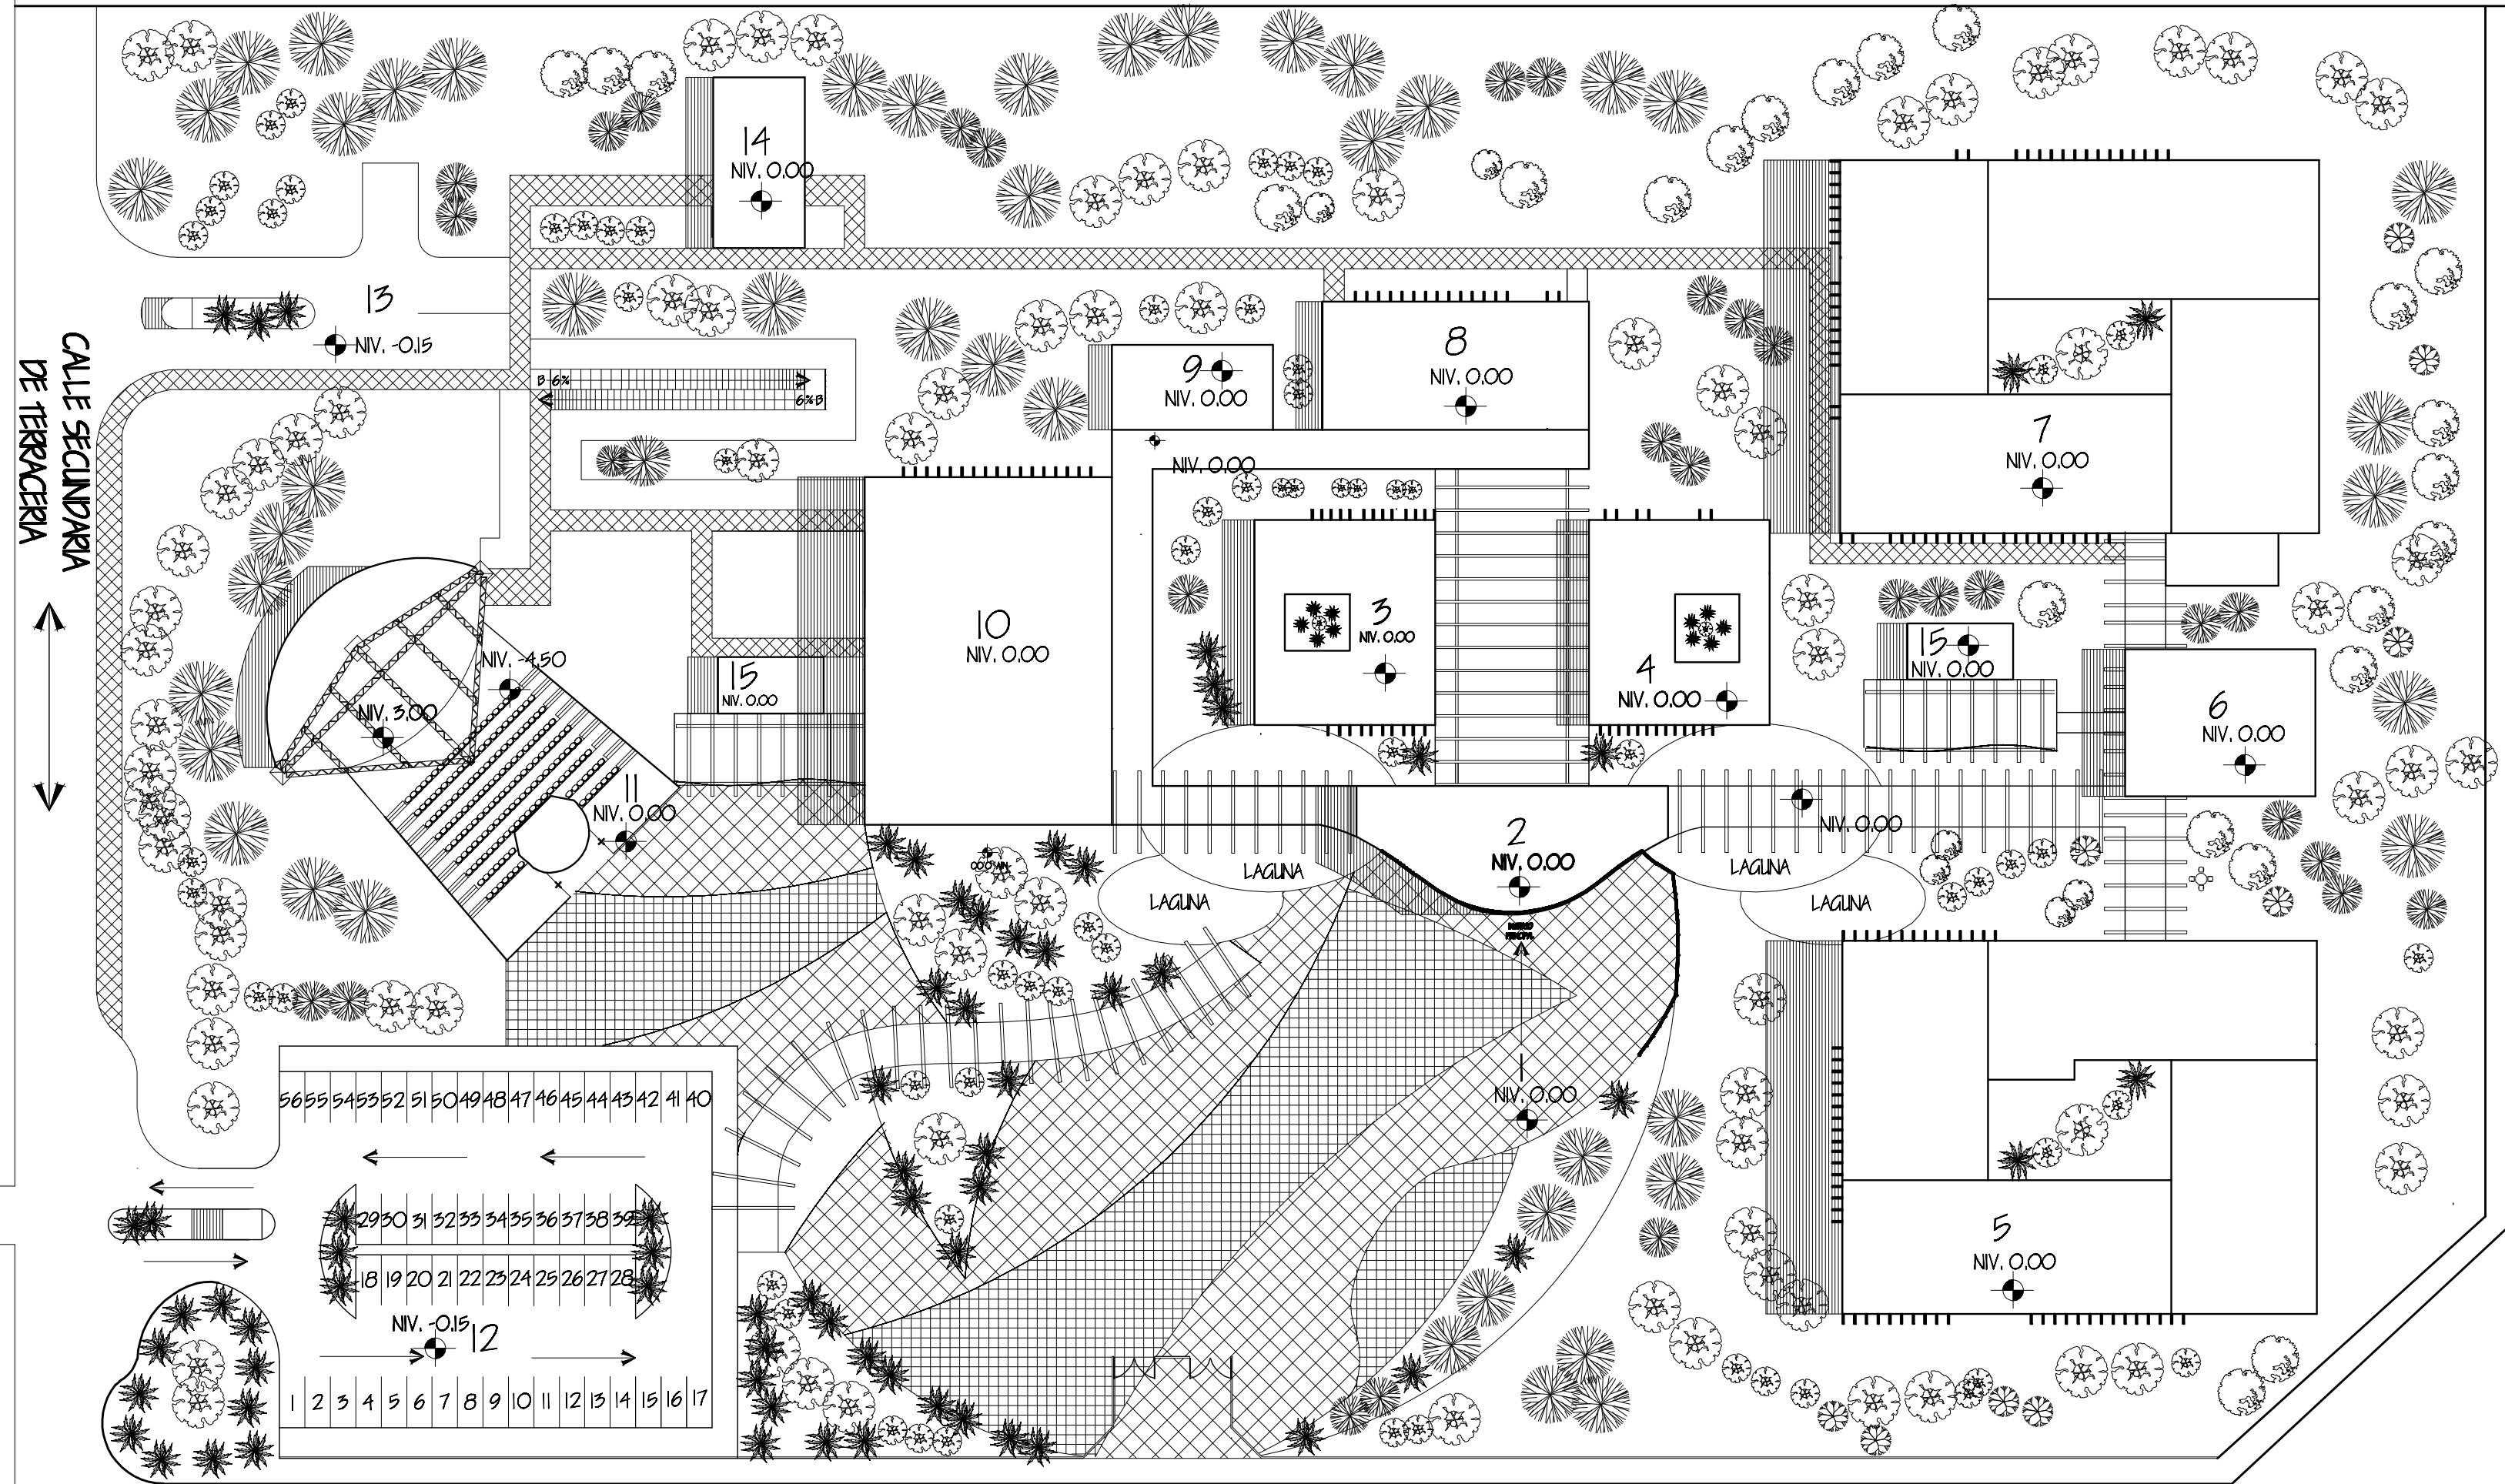 14
NIV. 0.00
13
NIV. -0.15
CALLE SECUNDARIA
DE TERRACERIA
B 6%
6% B
9
NIV. 0.00
8
NIV. 0.00
NIV. 0.00
7
NIV. 0.00
10
NIV. 0.00
3
NIV. 0.00
4
NIV. 0.00
15
NIV. 0.00
6
NIV. 0.00
NIV. -4.50
15
NIV. 0.00
NIV. 3.00
11
NIV. 0.00
2
NIV. 0.00
NIV. 0.00
LAGUNA
LAGUNA
LAGUNA
LAGUNA
1
NIV. 0.00
56 55 54 53 52 51 50 49 48 47 46 45 44 43 42 41 40
29 30 31 32 33 34 35 36 37 38 39
18 19 20 21 22 23 24 25 26 27 28
NIV. -0.15
12
1 2 3 4 5 6 7 8 9 10 11 12 13 14 15 16 17
5
NIV. 0.00